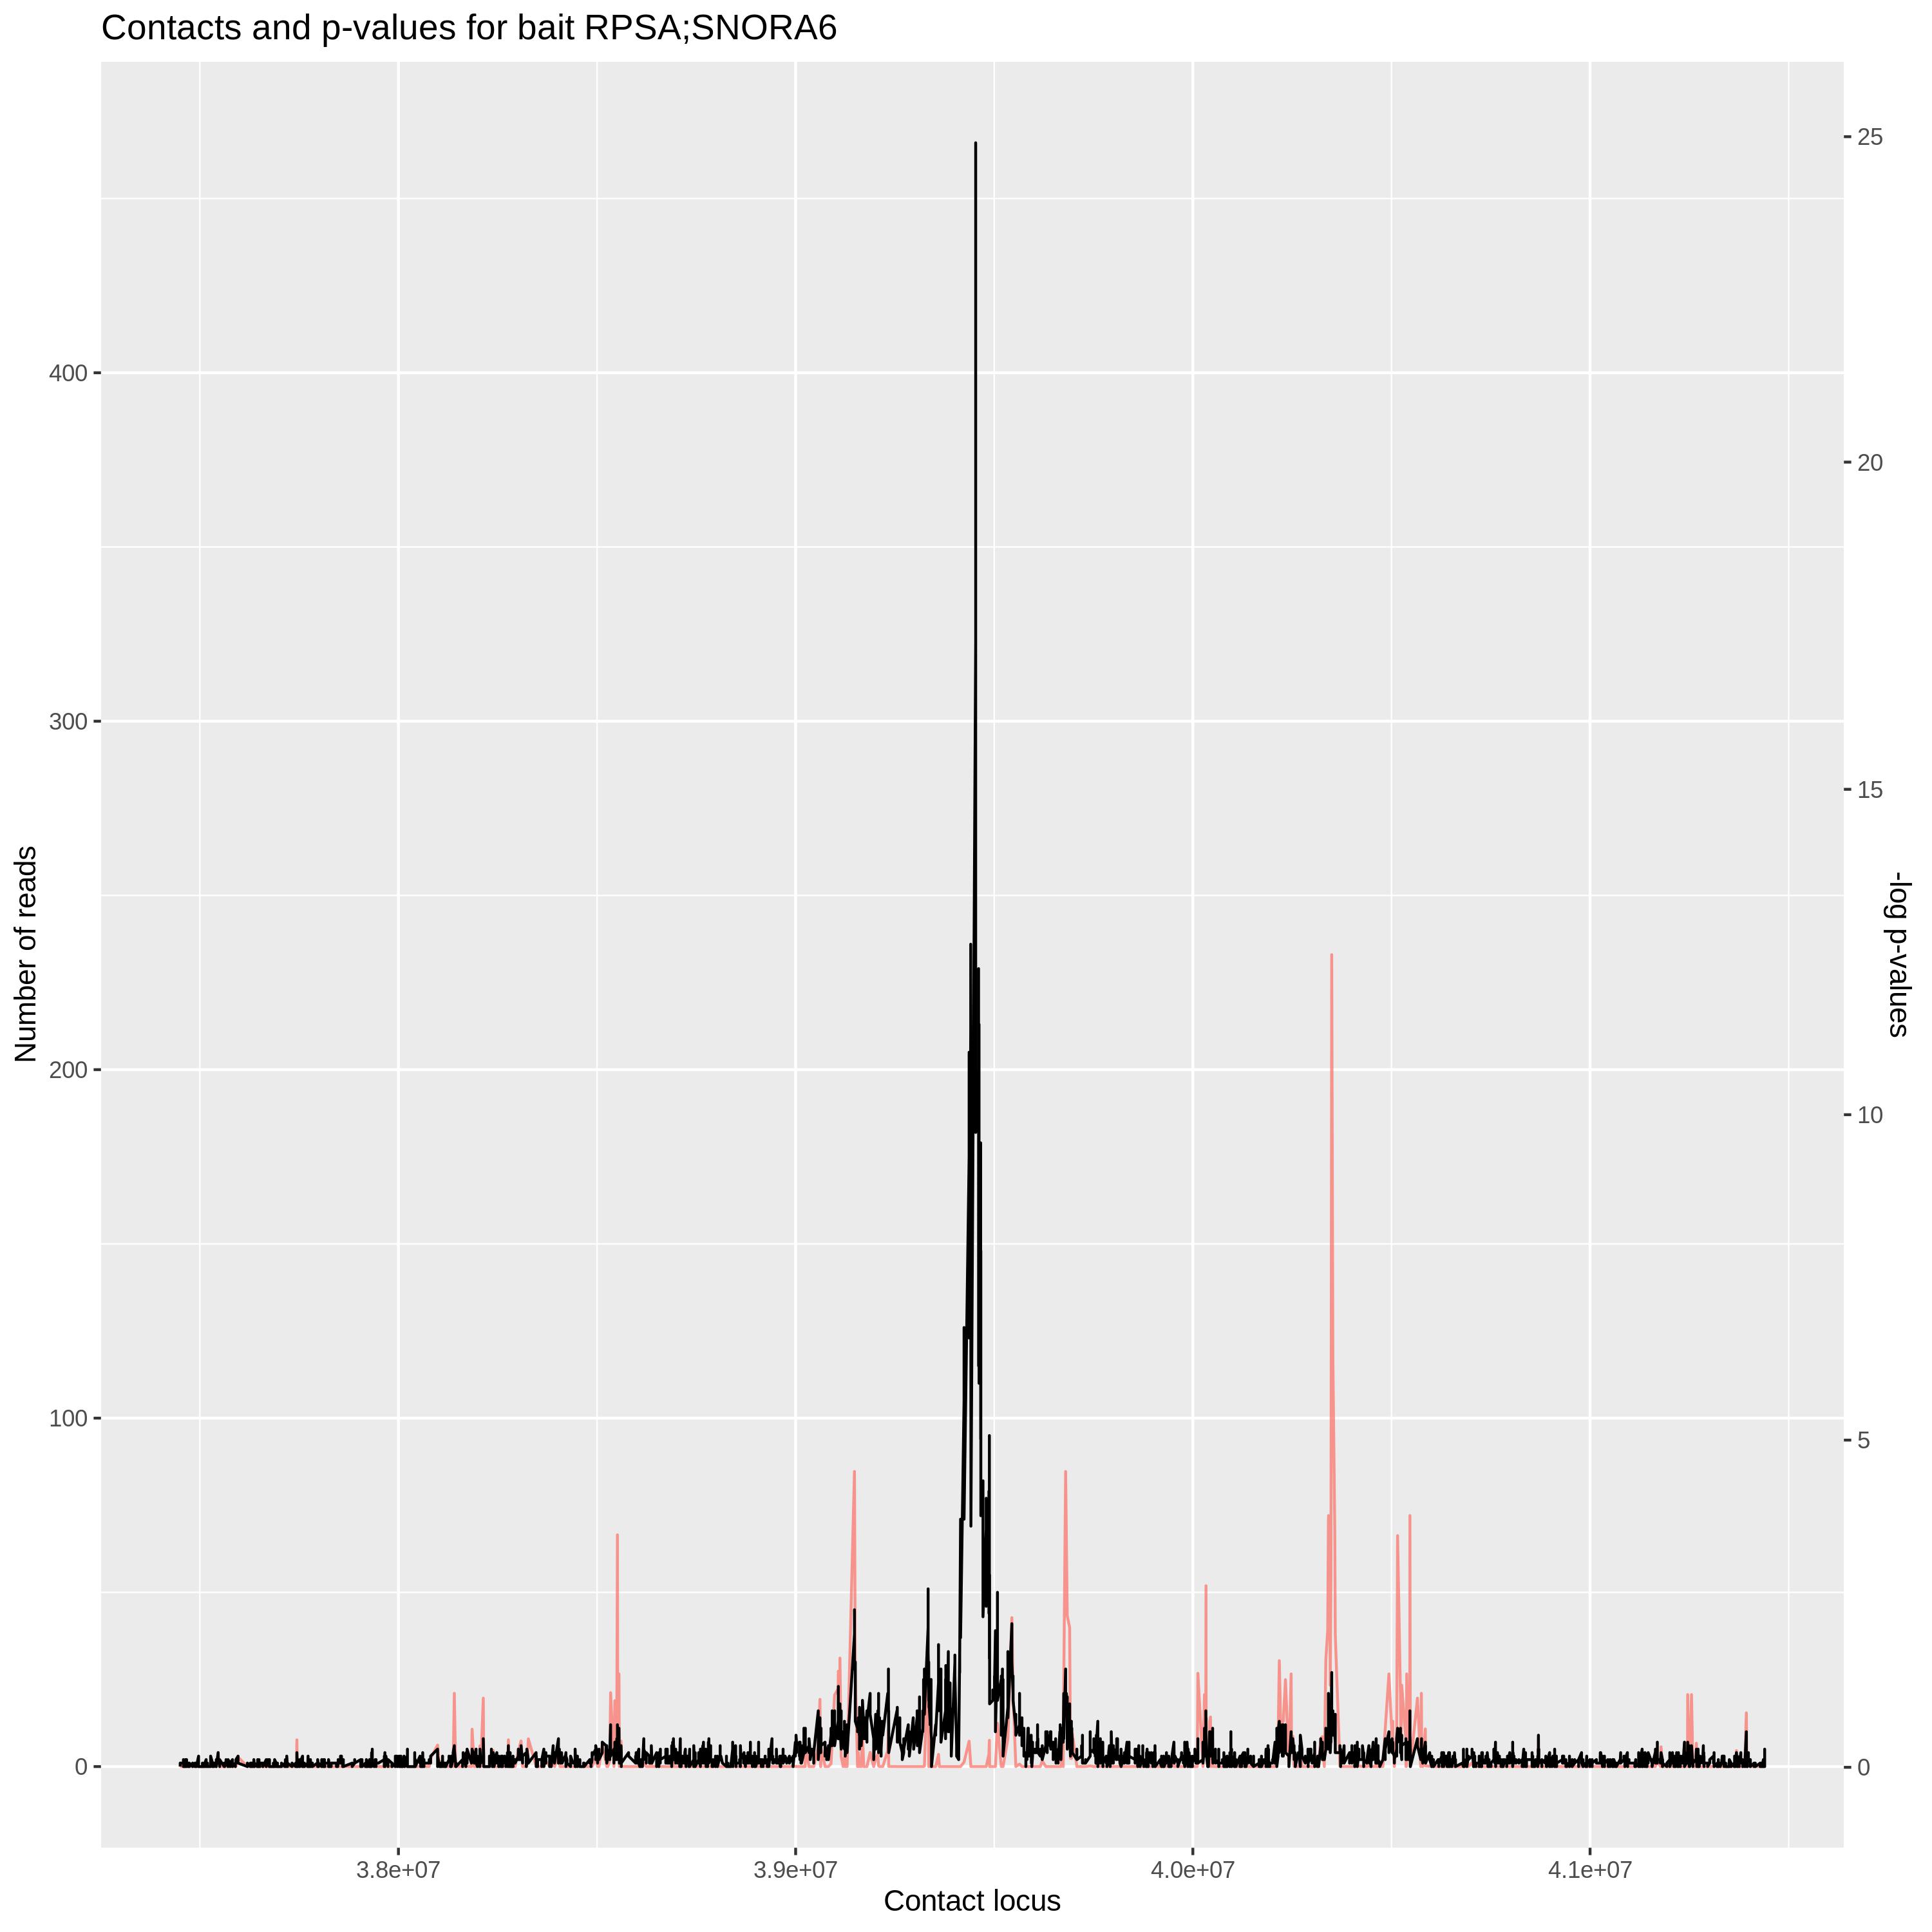 Contacts and p-values for bait RPSA;SNORA6
Number of reads
400
300
200
100
0
25
20
15
10
5
0
-log p-values
3.8e+07
3.9e+07
4.0e+07
4.1e+07
Contact locus